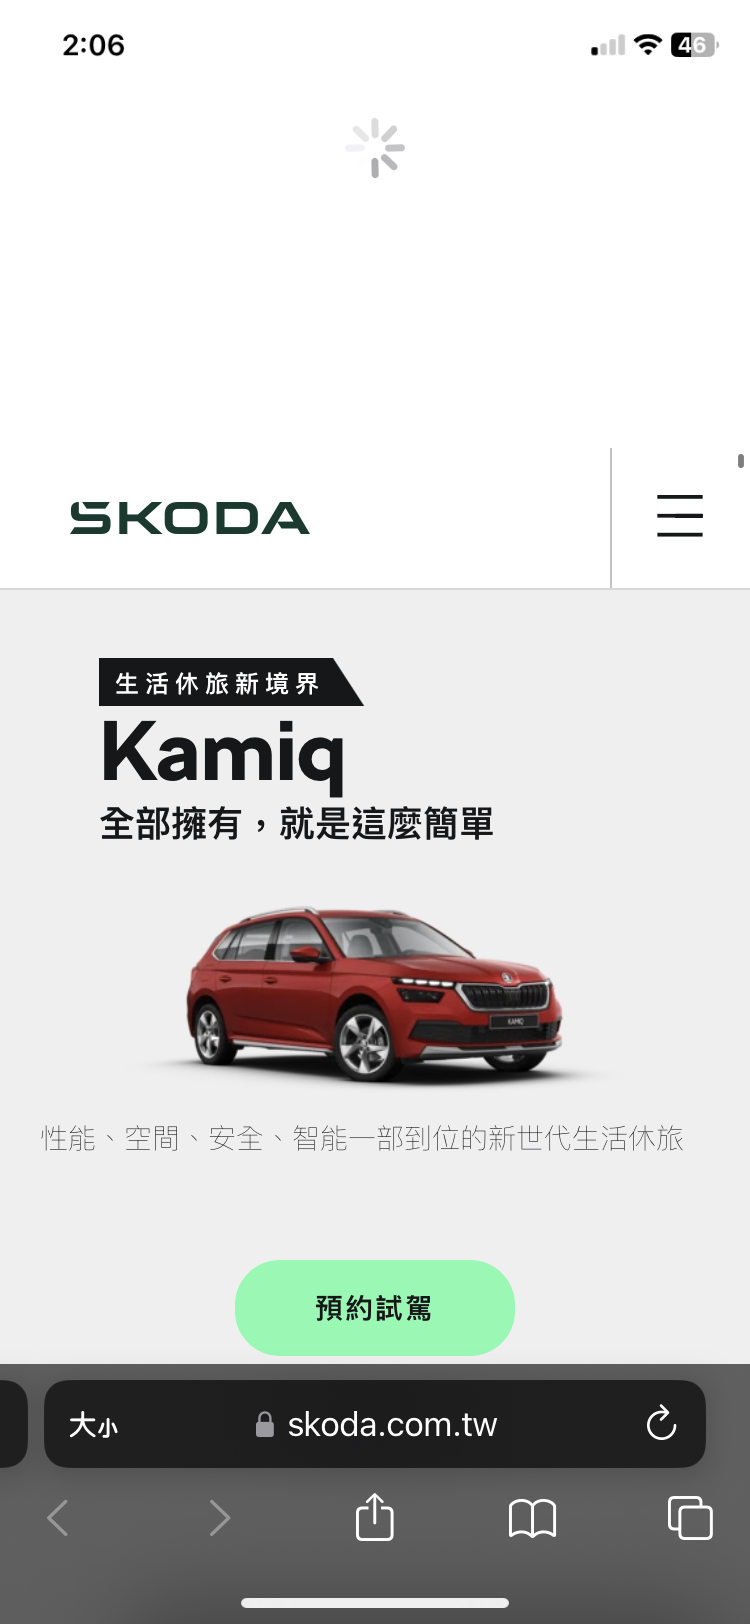 2:06
46
SKODA
生活休旅新境界
Kamiq
全部擁有，就是這麼簡單
KAMIQ
性能、空間、安全、智能一部到位的新世代生活休旅
預約試駕
大小 skoda.com.tw